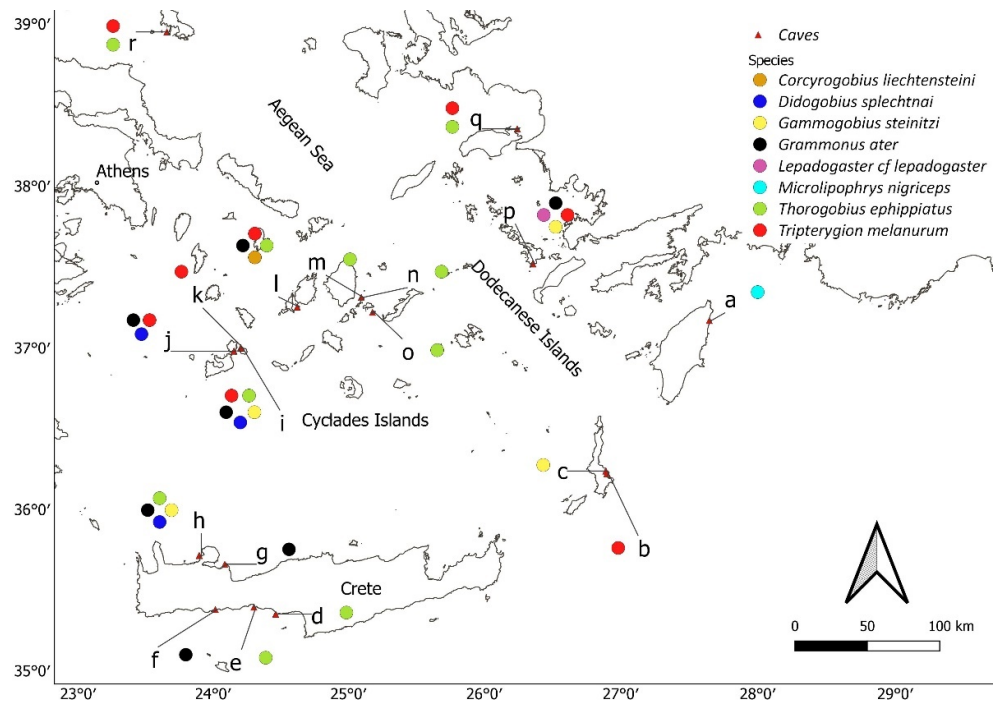 39°0′
38°0′
37°0′
36°0′
35°0′
23°0′ 24°0′ 25°0′ 26°0′ 27°0′ 28°0′ 29°0′
Caves
Species
Corcyrogobius liechtensteini
Didogobius splechtnai
Gammogobius steinitzi
Grammonus ater
Lepadogaster cf lepadogaster
Microlipophrys nigriceps
Thorogobius ephippiatus
Tripterygion melanurum
Aegean Sea
Athens
Dodecanese Islands
Cyclades Islands
Crete
r
q
p
m
n
l
k
o
a
j
i
c
b
h
g
d
f
e
0 50 100 km